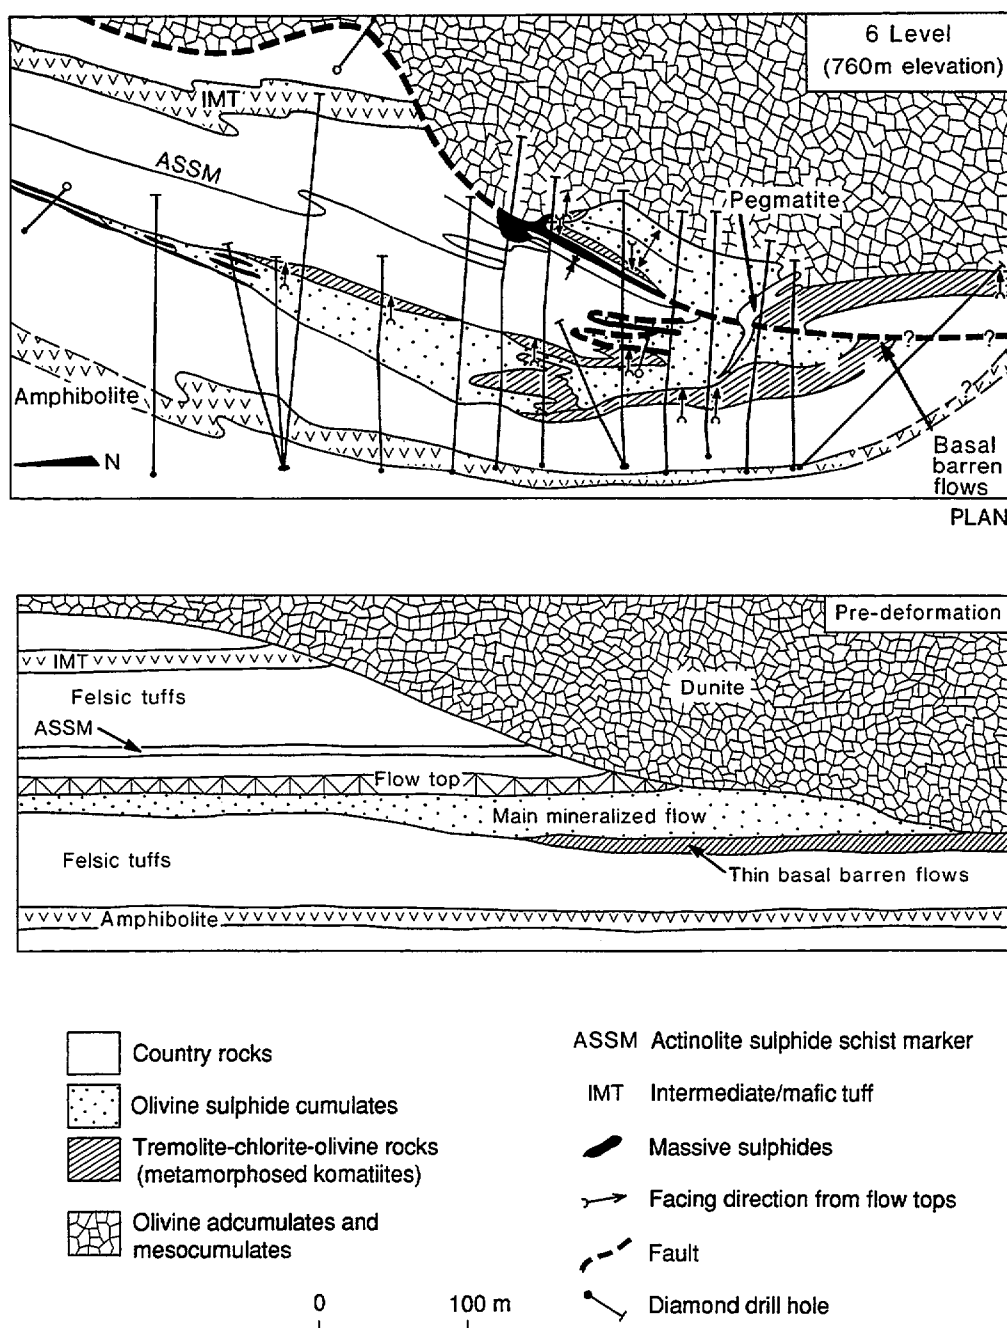 6 Level
(760m elevation)
IMT
ASSM
Pegmatite
Amphibolite
N
?
?
?
Basal
barren
flows
PLAN
Pre-deformation
IMT
Dunite
Felsic tuffs
ASSM
Flow top
Main mineralized flow
Felsic tuffs
Thin basal barren flows
Amphibolite
Country rocks
Olivine sulphide cumulates
Tremolite-chlorite-olivine rocks
(metamorphosed komatiites)
Olivine adcumulates and
mesocumulates
ASSM Actinolite sulphide schist marker
IMT Intermediate/mafic tuff
Massive sulphides
Facing direction from flow tops
Fault
Diamond drill hole
0 100 m